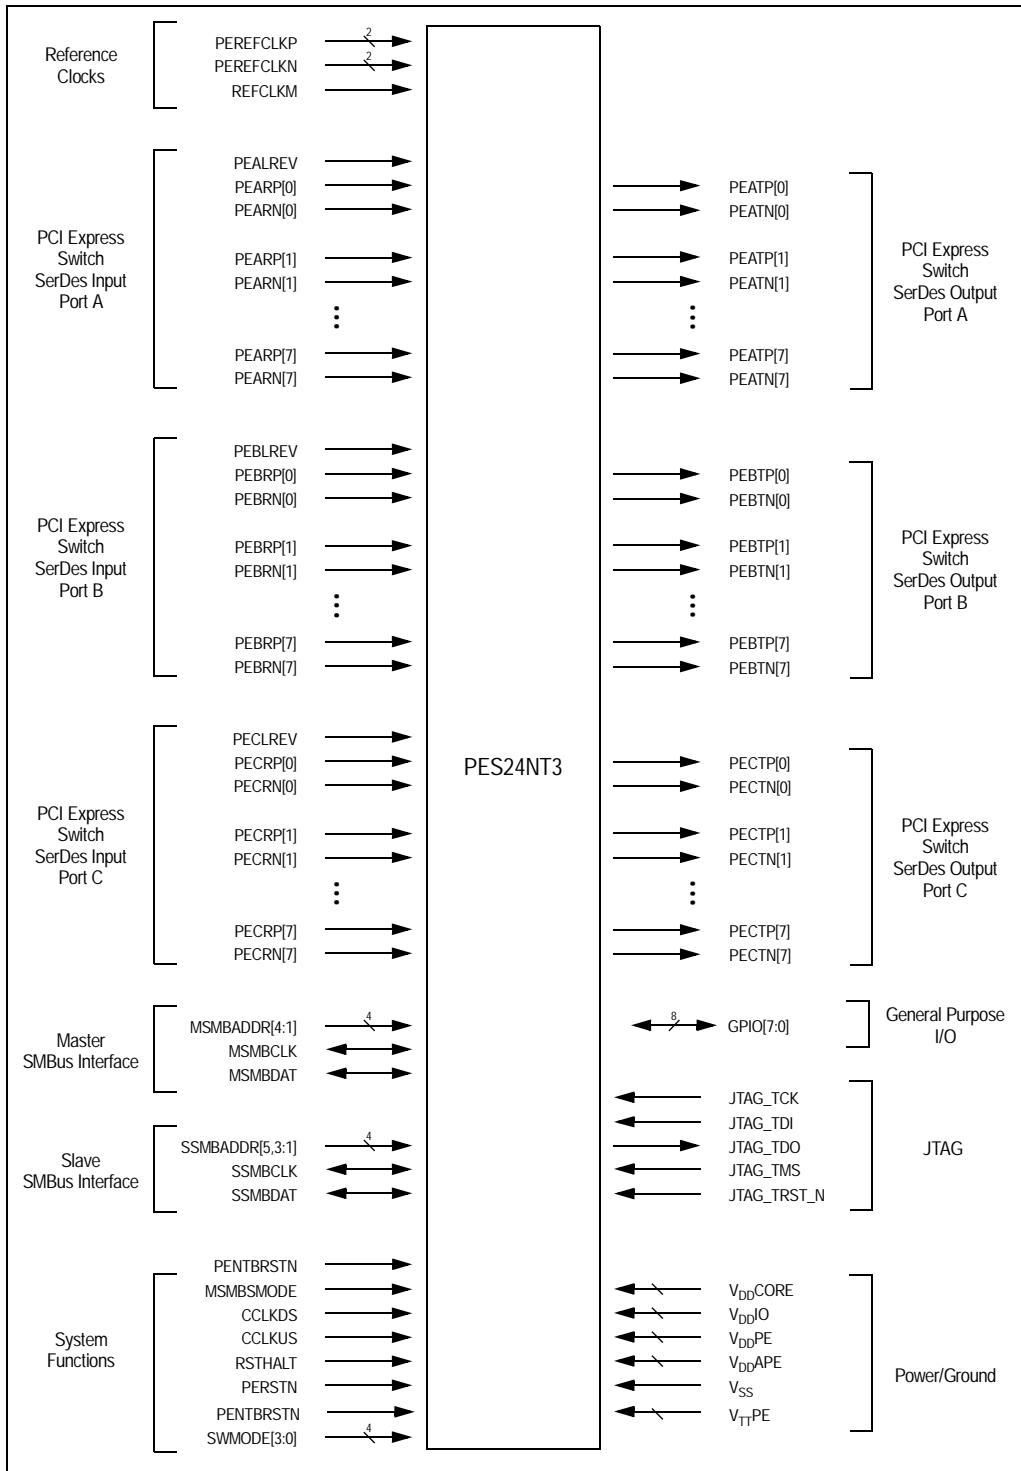 Reference
Clocks
PEREFCLKP
2
PEREFCLKN
2
REFCLKM
PCI Express
Switch
SerDes Input
Port A
PEALREV
PEARP[0]
PEARN[0]
PEARP[1]
PEARN[1]
PEARP[7]
PEARN[7]
PCI Express
Switch
SerDes Input
Port B
PEBLREV
PEBRP[0]
PEBRN[0]
PEBRP[1]
PEBRN[1]
PEBRP[7]
PEBRN[7]
PCI Express
Switch
SerDes Input
Port C
PECLREV
PECRP[0]
PECRN[0]
PECRP[1]
PECRN[1]
PECRP[7]
PECRN[7]
Master
SMBus Interface
MSMBADDR[4:1]
4
MSMBCLK
MSMBDAT
Slave
SMBus Interface
SSMBADDR[5,3:1]
4
SSMBCLK
SSMBDAT
System
Functions
PENTBRSTN
MSMBSMODE
CCLKDS
CCLKUS
RSTHALT
PERSTN
PENTBRSTN
SWMODE[3:0]
4
PES24NT3
PEATP[0]
PEATN[0]
PEATP[1]
PEATN[1]
PEATP[7]
PEATN[7]
PCI Express
Switch
SerDes Output
Port A
PEBTP[0]
PEBTN[0]
PEBTP[1]
PEBTN[1]
PEBTP[7]
PEBTN[7]
PCI Express
Switch
SerDes Output
Port B
PECTP[0]
PECTN[0]
PECTP[1]
PECTN[1]
PECTP[7]
PECTN[7]
PCI Express
Switch
SerDes Output
Port C
8
GPIO[7:0]
General Purpose
I/O
JTAG_TCK
JTAG_TDI
JTAG_TDO
JTAG_TMS
JTAG_TRST_N
JTAG
VDDCORE
VDDIO
VDDPE
VDDAPE
VSS
VTTPE
Power/Ground